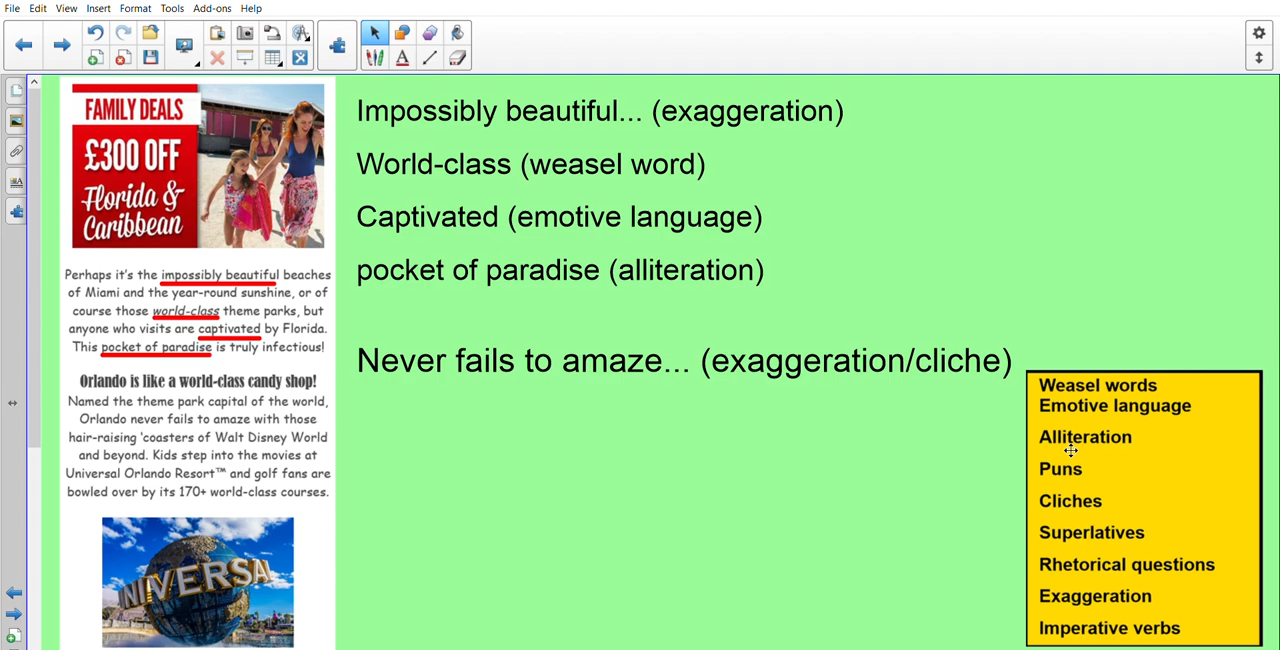 File Edit View Insert Format Tools Add-ons Help
FAMILY DEALS
£300 OFF
Florida &
Caribbean
Perhaps it's the impossibly beautiful beaches
of Miami and the year-round sunshine, or of
course those world-class theme parks, but
anyone who visits are captivated by Florida.
This pocket of paradise is truly infectious!
Orlando is like a world-class candy shop!
Named the theme park capital of the world,
Orlando never fails to amaze with those
hair-raising 'coasters of Walt Disney World
and beyond. Kids step into the movies at
Universal Orlando Resort™ and golf fans are
bowled over by its 170+ world-class courses.
UNIVERSAL
Impossibly beautiful... (exaggeration)
World-class (weasel word)
Captivated (emotive language)
pocket of paradise (alliteration)
Never fails to amaze... (exaggeration/cliche)
Weasel words
Emotive language
Alliteration
Puns
Cliches
Superlatives
Rhetorical questions
Exaggeration
Imperative verbs